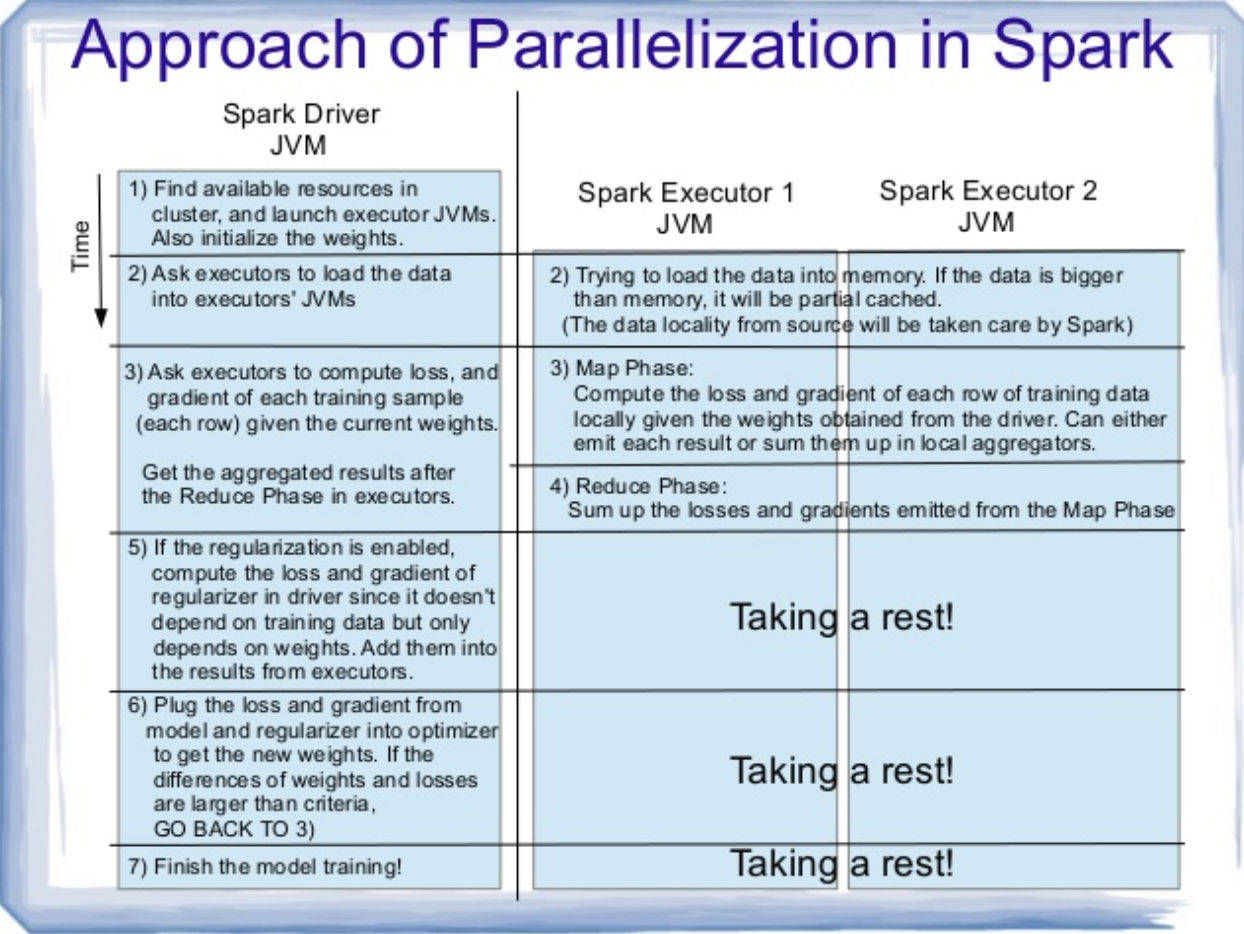 Approach of Parallelization in Spark
Spark Driver
JVM
Time
1) Find available resources in
cluster, and launch executor JVMs.
Also initialize the weights.
2) Ask executors to load the data
into executors' JVMs
3) Ask executors to compute loss, and
gradient of each training sample
(each row) given the current weights.
Get the aggregated results after
the Reduce Phase in executors.
5) If the regularization is enabled,
compute the loss and gradient of
regularizer in driver since it doesn't
depend on training data but only
depends on weights. Add them into
the results from executors.
6) Plug the loss and gradient from
model and regularizer into optimizer
to get the new weights. If the
differences of weights and losses
are larger than criteria,
GO BACK TO 3)
7) Finish the model training!
Spark Executor 1
JVM
Spark Executor 2
JVM
2) Trying to load the data into memory. If the data is bigger
than memory, it will be partial cached.
(The data locality from source will be taken care by Spark)
3) Map Phase:
Compute the loss and gradient of each row of training data
locally given the weights obtained from the driver. Can either
emit each result or sum them up in local aggregators.
4) Reduce Phase:
Sum up the losses and gradients emitted from the Map Phase
Taking a rest!
Taking a rest!
Taking a rest!